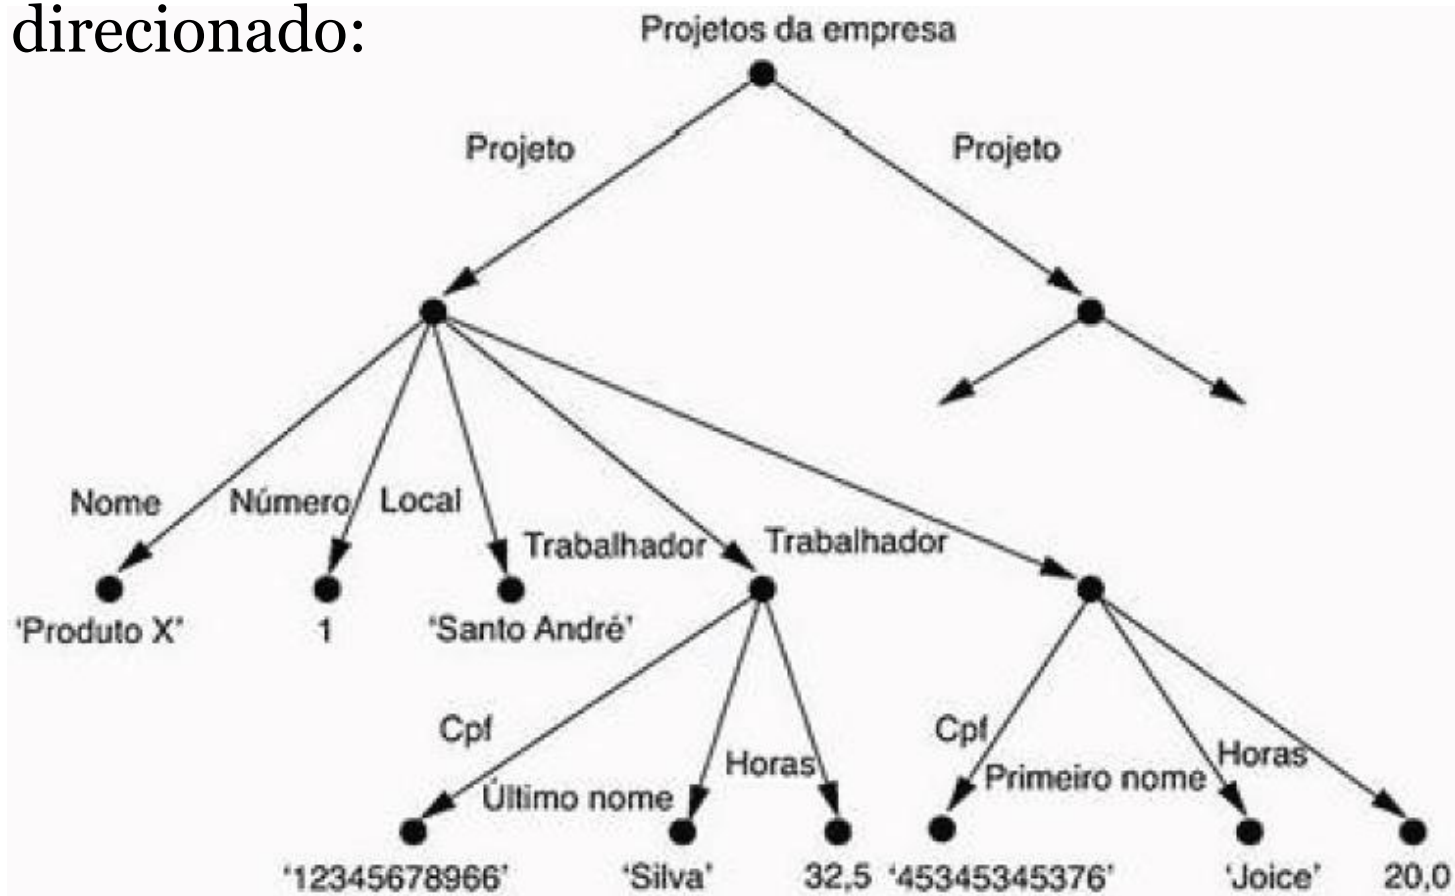 direcionado:
Projetos da empresa
Projeto Projeto
Nome Número Local
Trabalhador Trabalhador
'Produto X' 1 'Santo André'
Cpf Cpf
Horas Horas
Último nome Primeiro nome
'12345678966' 'Silva' 32,5 '45345345376' 'Joice' 20,0